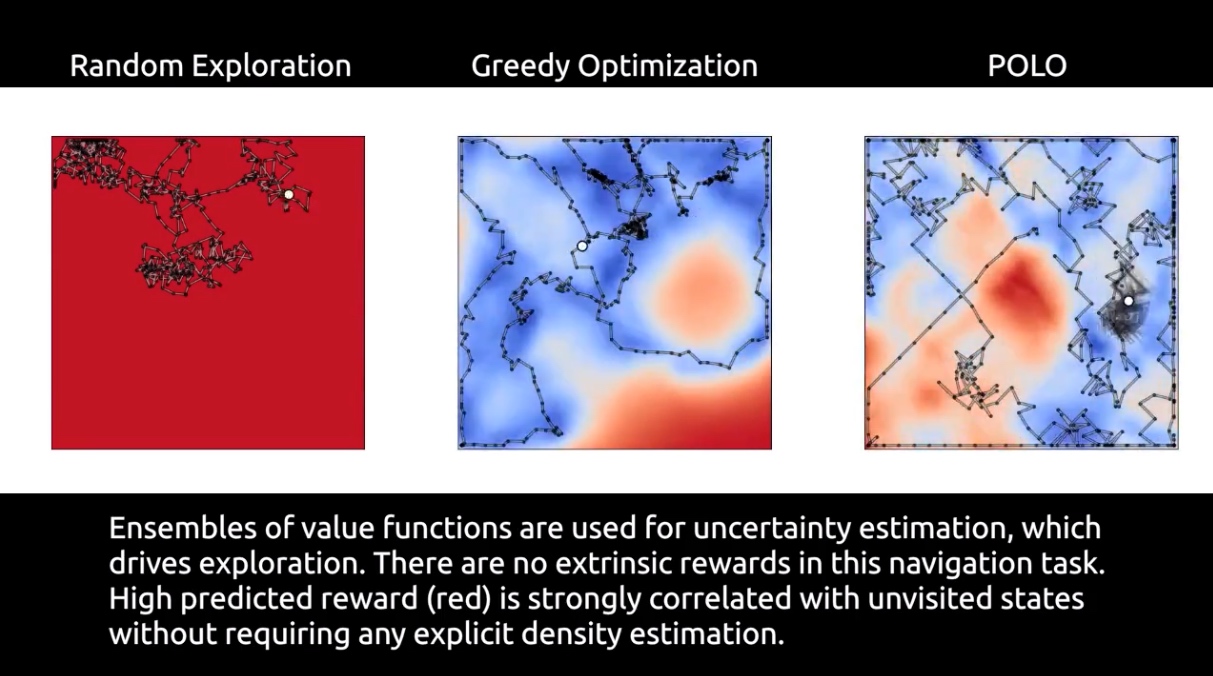 Random Exploration
Greedy Optimization
POLO
Ensembles of value functions are used for uncertainty estimation, which
drives exploration. There are no extrinsic rewards in this navigation task.
High predicted reward (red) is strongly correlated with unvisited states
without requiring any explicit density estimation.